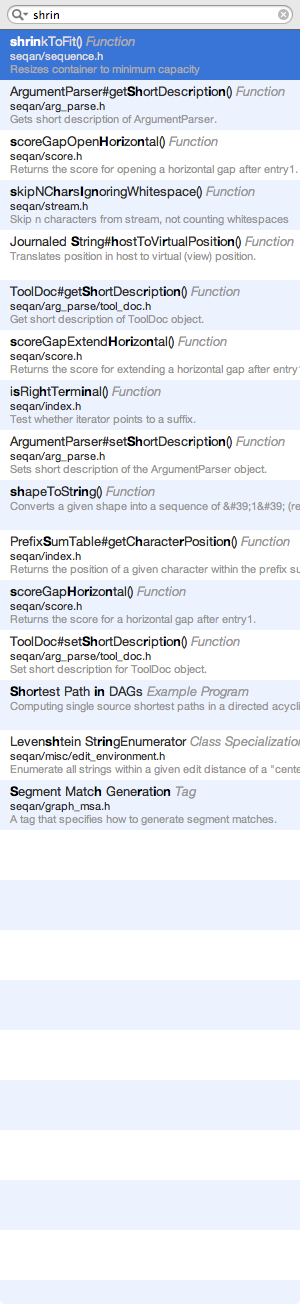 shrin
shrinkToFit() Function
seqan/sequence.h
Resizes container to minimum capacity
ArgumentParser#getShortDescription() Function
seqan/arg_parse.h
Gets short description of ArgumentParser.
scoreGapOpenHorizontal() Function
seqan/score.h
Returns the score for opening a horizontal gap after entry1.
skipNCharsIgnoringWhitespace() Function
seqan/stream.h
Skip n characters from stream, not counting whitespaces
Journaled String#hostToVirtualPosition() Function
Translates position in host to virtual (view) position.
ToolDoc#getShortDescription() Function
seqan/arg_parse/tool_doc.h
Get short description of ToolDoc object.
scoreGapExtendHorizontal() Function
seqan/score.h
Returns the score for extending a horizontal gap after entry
isRightTerminal() Function
seqan/index.h
Test whether iterator points to a suffix.
ArgumentParser#setShortDescription() Function
seqan/arg_parse.h
Sets short description of the ArgumentParser object.
shapeToString() Function
Converts a given shape into a sequence of &#39;1&#39; (re
PrefixSumTable#getCharacterPosition() Function
seqan/index.h
Returns the position of a given character within the prefix su
scoreGapHorizontal() Function
seqan/score.h
Returns the score for a horizontal gap after entry1.
ToolDoc#setShortDescription() Function
seqan/arg_parse/tool_doc.h
Set short description for ToolDoc object.
Shortest Path in DAGs Example Program
Computing single source shortest paths in a directed acycli
Levenshtein StringEnumerator Class Specialization
seqan/misc/edit_environment.h
Enumerate all strings within a given edit distance of a "cente
Segment Match Generation Tag
seqan/graph_msa.h
A tag that specifies how to generate segment matches.